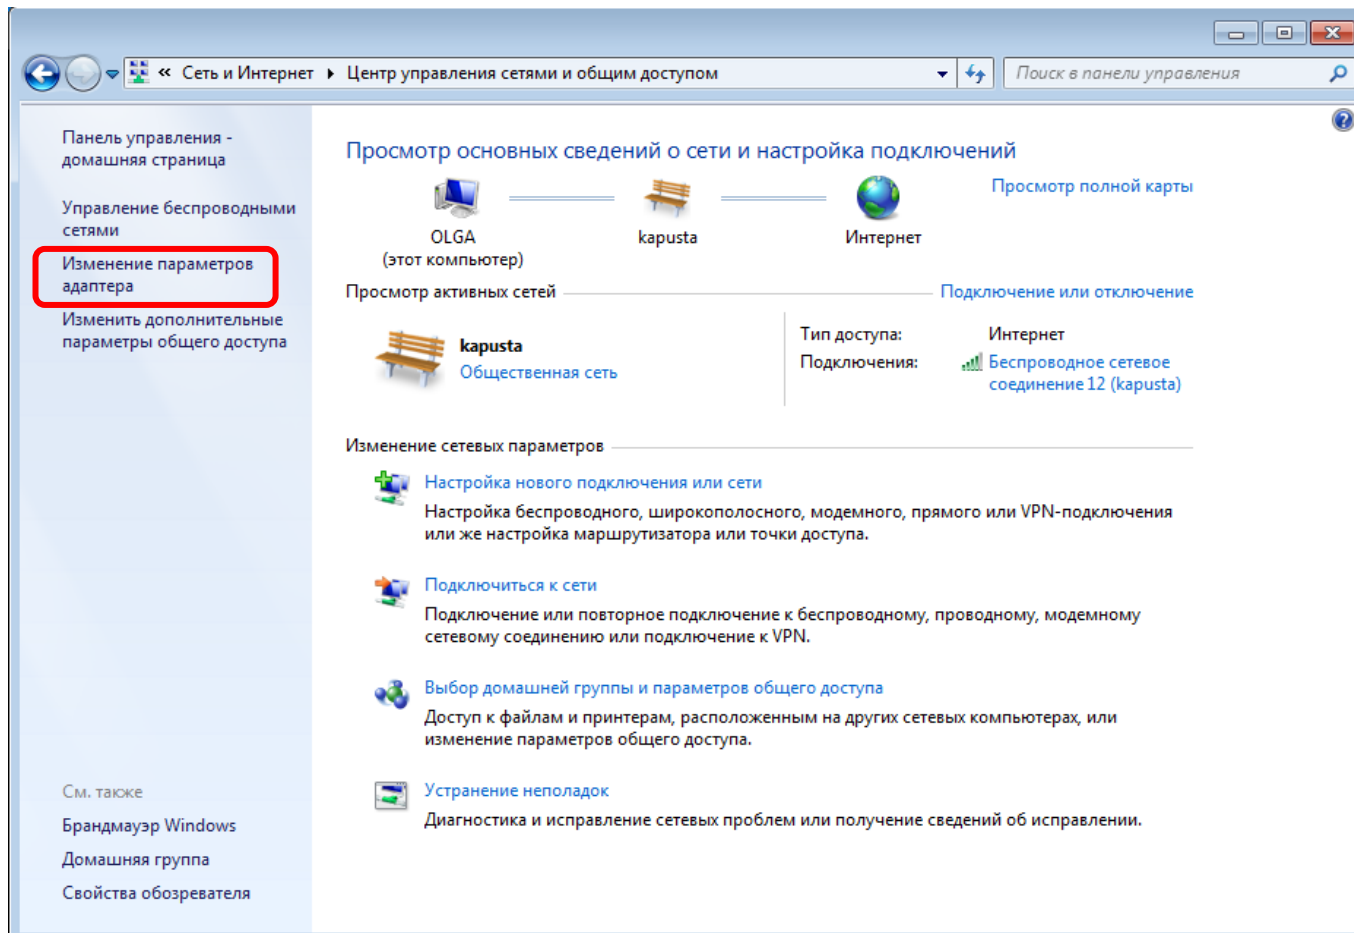 « Сеть и Интернет ▸ Центр управления сетями и общим доступом
Поиск в панели управления
Панель управления -
домашняя страница
Управление беспроводными
сетями
Изменение параметров
адаптера
Изменить дополнительные
параметры общего доступа
См. также
Брандмауэр Windows
Домашняя группа
Свойства обозревателя
Просмотр основных сведений о сети и настройка подключений
Просмотр полной карты
OLGA
(этот компьютер)
kapusta
Интернет
Просмотр активных сетей
Подключение или отключение
kapusta
Общественная сеть
Тип доступа: Интернет
Подключения: Беспроводное сетевое
соединение 12 (kapusta)
Изменение сетевых параметров
Настройка нового подключения или сети
Настройка беспроводного, широкополосного, модемного, прямого или VPN-подключения
или же настройка маршрутизатора или точки доступа.
Подключиться к сети
Подключение или повторное подключение к беспроводному, проводному, модемному
сетевому соединению или подключение к VPN.
Выбор домашней группы и параметров общего доступа
Доступ к файлам и принтерам, расположенным на других сетевых компьютерах, или
изменение параметров общего доступа.
Устранение неполадок
Диагностика и исправление сетевых проблем или получение сведений об исправлении.